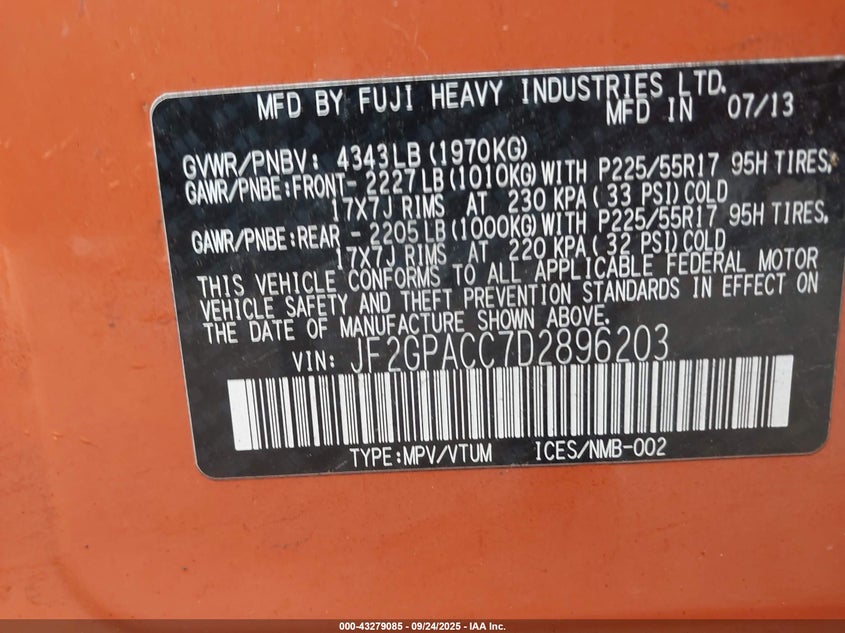 MFD BY FUJI HEAVY INDUSTRIES LTD.
MFD IN 07/13
GVWR/PNBV: 4343LB(1970KG)
GAWR/PNBE:FRONT- 2227LB(1010KG)WITH P225/55R17 95H TIRES,
17X7J RIMS AT 230 KPA(33 PSI)COLD
GAWR/PNBE:REAR - 2205LB(1000KG)WITH P225/55R17 95H TIRES,
17X7J RIMS AT 220 KPA(32 PSI)COLD
THIS VEHICLE CONFORMS TO ALL APPLICABLE FEDERAL MOTOR
VEHICLE SAFETY AND THEFT PREVENTION STANDARDS IN EFFECT ON
THE DATE OF MANUFACTURE SHOWN ABOVE.
VIN: JF2GPACC7D2896203
TYPE:MPV/VTUM ICES/NMB-002
000-43279085 - 09/24/2025 - IAA Inc.